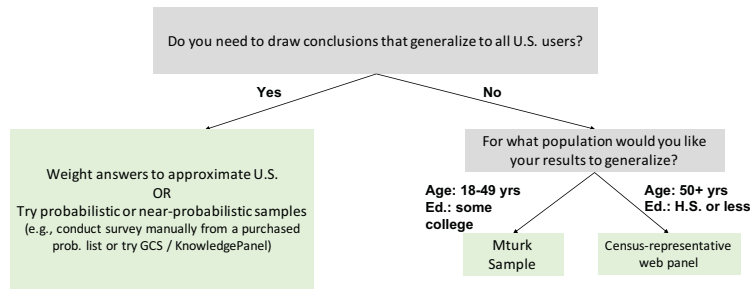 Do you need to draw conclusions that generalize to all U.S. users?
Yes
No
Weight answers to approximate U.S.
OR
Try probabilistic or near-probabilistic samples
(e.g., conduct survey manually from a purchased
prob. list or try GCS / KnowledgePanel)
For what population would you like
your results to generalize?
Age: 18-49 yrs
Ed.: some
college
Age: 50+ yrs
Ed.: H.S. or less
Mturk
Sample
Census-representative
web panel